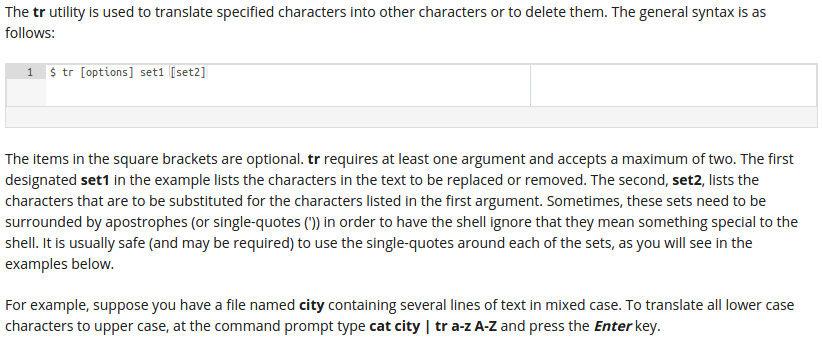 The tr utility is used to translate specified characters into other characters or to delete them. The general syntax is as
follows:
1 $ tr [options] set1 [set2]
The items in the square brackets are optional. tr requires at least one argument and accepts a maximum of two. The first
designated set1 in the example lists the characters in the text to be replaced or removed. The second, set2, lists the
characters that are to be substituted for the characters listed in the first argument. Sometimes, these sets need to be
surrounded by apostrophes (or single-quotes (')) in order to have the shell ignore that they mean something special to the
shell. It is usually safe (and may be required) to use the single-quotes around each of the sets, as you will see in the
examples below.
For example, suppose you have a file named city containing several lines of text in mixed case. To translate all lower case
characters to upper case, at the command prompt type cat city | tr a-z A-Z and press the Enter key.